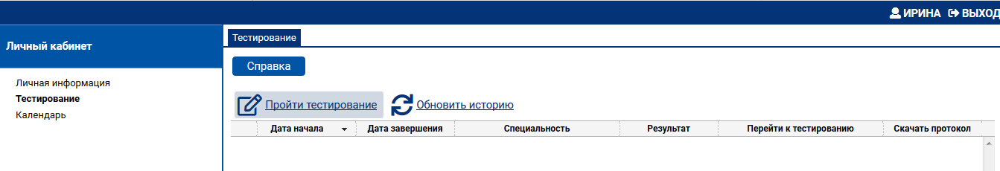 ИРИНА ВЫХОД
Личный кабинет
Тестирование
Справка
Личная информация
Тестирование
Календарь
Пройти тестирование Обновить историю
Дата начала Дата завершения Специальность Результат Перейти к тестированию Скачать протокол